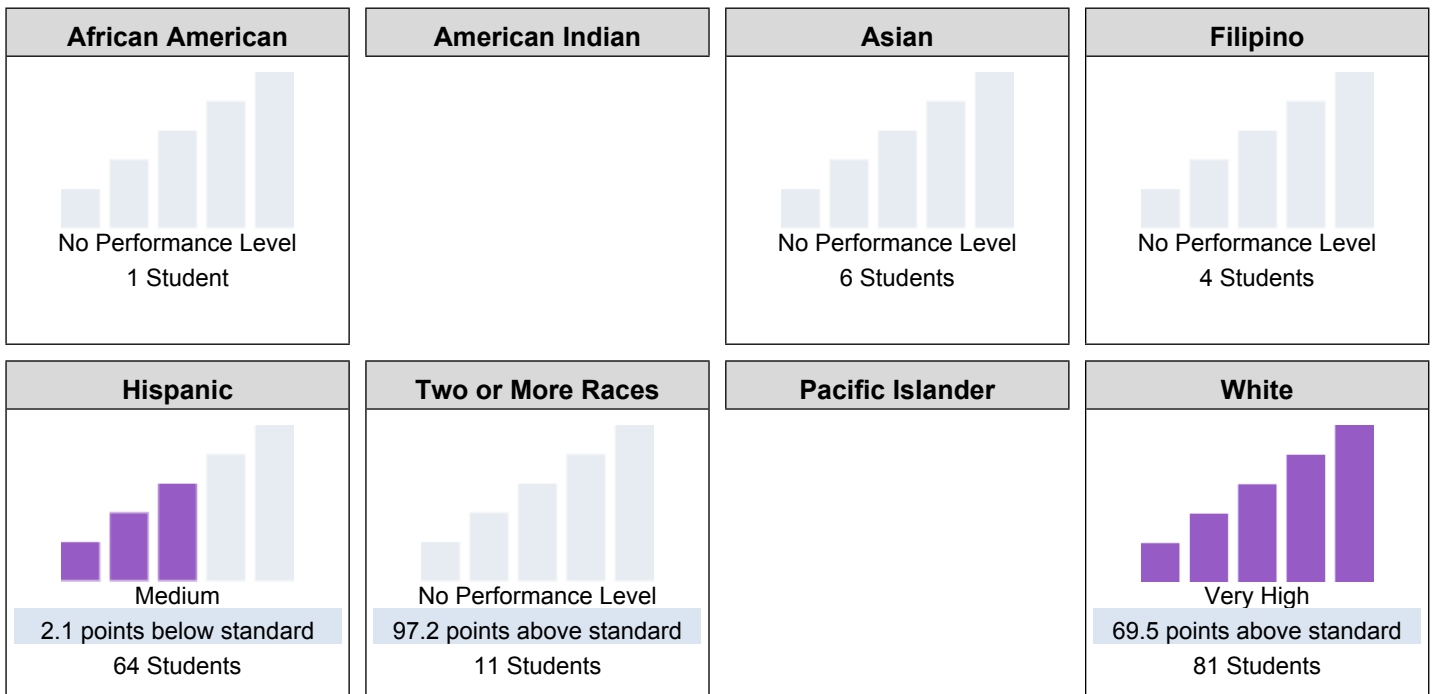 African American
No Performance Level
1 Student
American Indian
Asian
No Performance Level
6 Students
Filipino
No Performance Level
4 Students
Hispanic
Medium
2.1 points below standard
64 Students
Two or More Races
No Performance Level
97.2 points above standard
11 Students
Pacific Islander
White
Very High
69.5 points above standard
81 Students